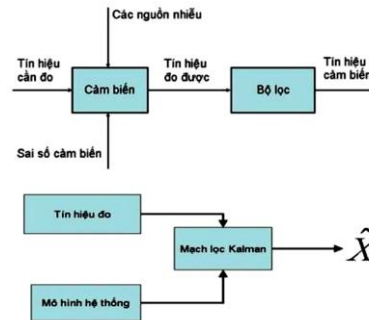 Các nguồn nhiễu
Tín hiệu
cần đo
Cảm biến
Tín hiệu
đo được
Bộ lọc
Tín hiệu
cảm biến
Sai số cảm biến
Tín hiệu đo
Mạch lọc Kalman
X̂
Mô hình hệ thống